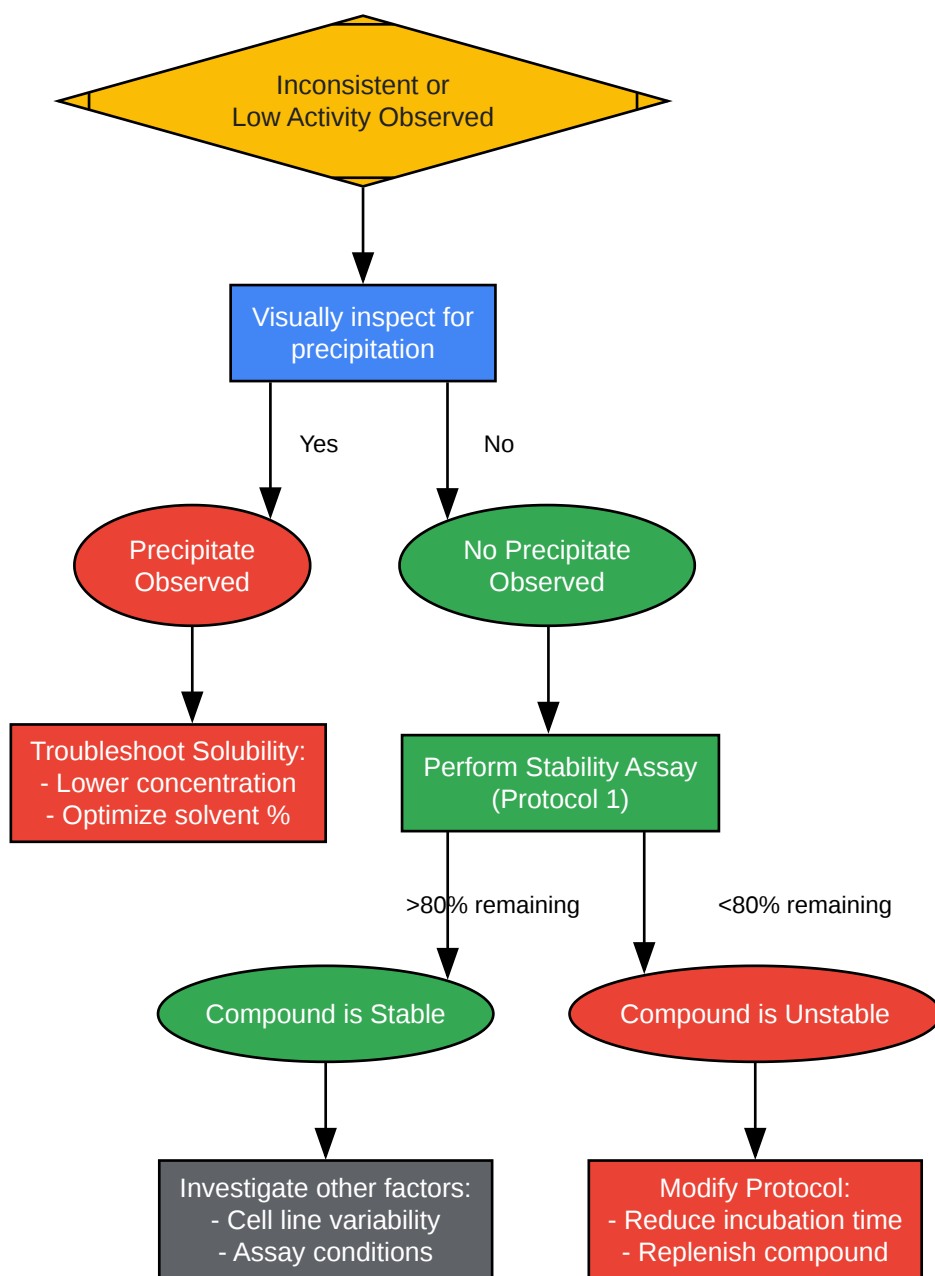 Inconsistent or
Low Activity Observed
Visually inspect for
precipitation
Yes
No
Precipitate
Observed
No Precipitate
Observed
Troubleshoot Solubility:
- Lower concentration
- Optimize solvent %
Perform Stability Assay
(Protocol 1)
>80% remaining
<80% remaining
Compound is Stable
Compound is Unstable
Investigate other factors:
- Cell line variability
- Assay conditions
Modify Protocol:
- Reduce incubation time
- Replenish compound